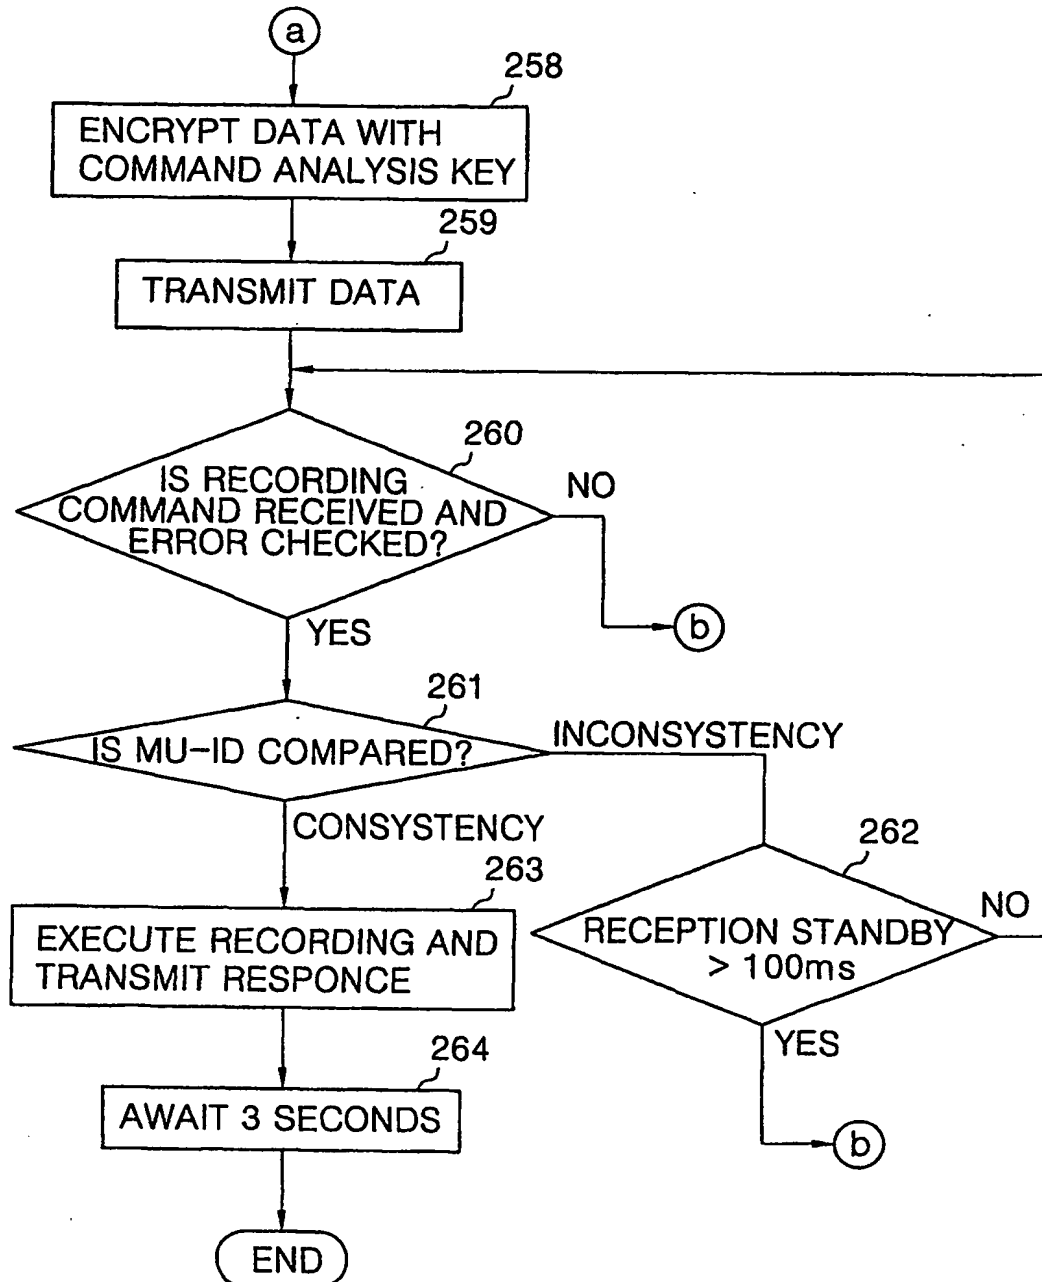 a
258
ENCRYPT DATA WITH
COMMAND ANALYSIS KEY
259
TRANSMIT DATA
260
IS RECORDING
COMMAND RECEIVED AND
ERROR CHECKED?
NO
b
YES
261
IS MU-ID COMPARED?
INCONSYSTENCY
CONSYSTENCY
262
RECEPTION STANDBY
> 100ms
NO
YES
b
263
EXECUTE RECORDING AND
TRANSMIT RESPONCE
264
AWAIT 3 SECONDS
END